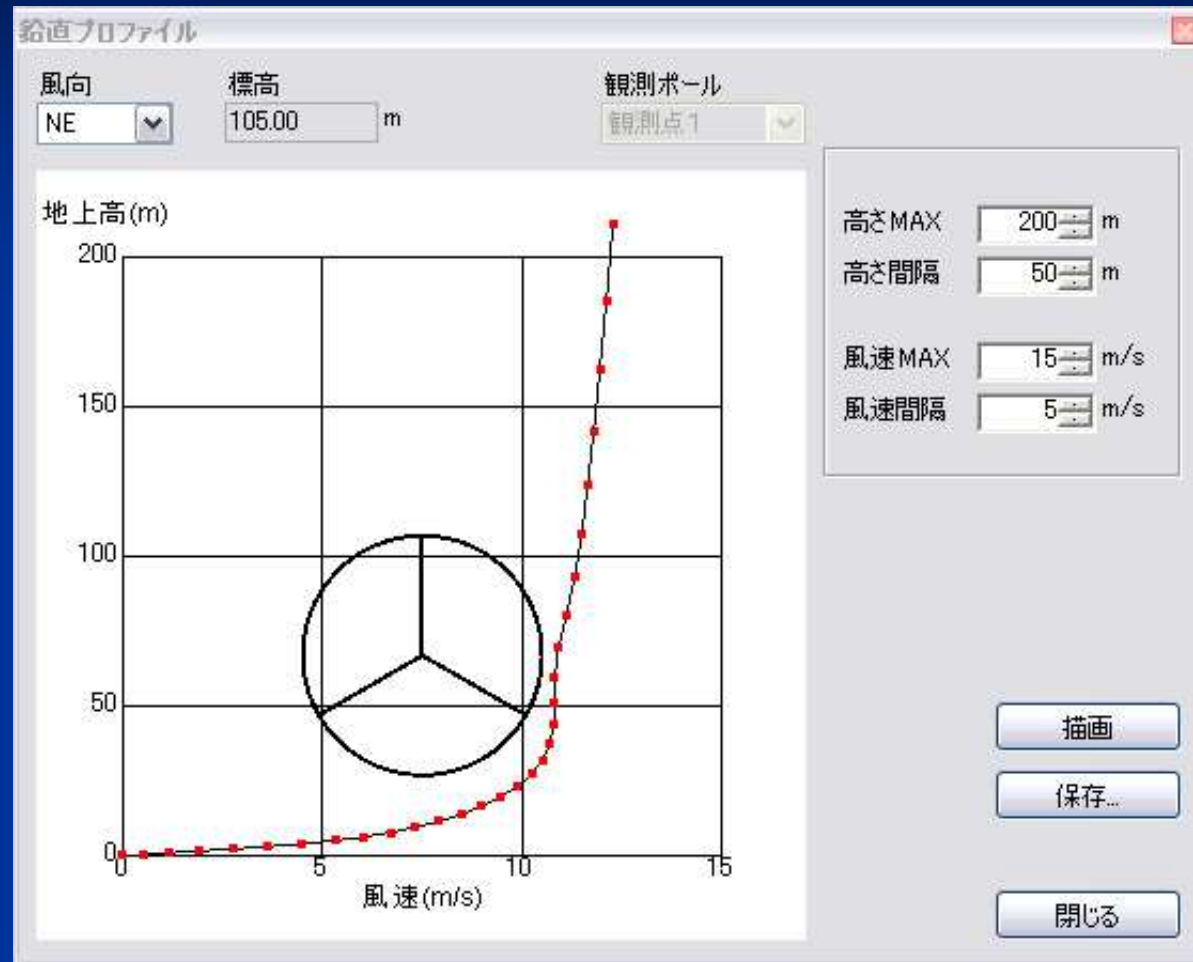 鉛直プロファイル
風向 標高 観測ポール
NE 105.00 m 観測点1
地上高(m)
200
150
100
50
0
0 5 10 15
風速(m/s)
高さMAX 200 m
高さ間隔 50 m
風速MAX 15 m/s
風速間隔 5 m/s
描画
保存...
閉じる